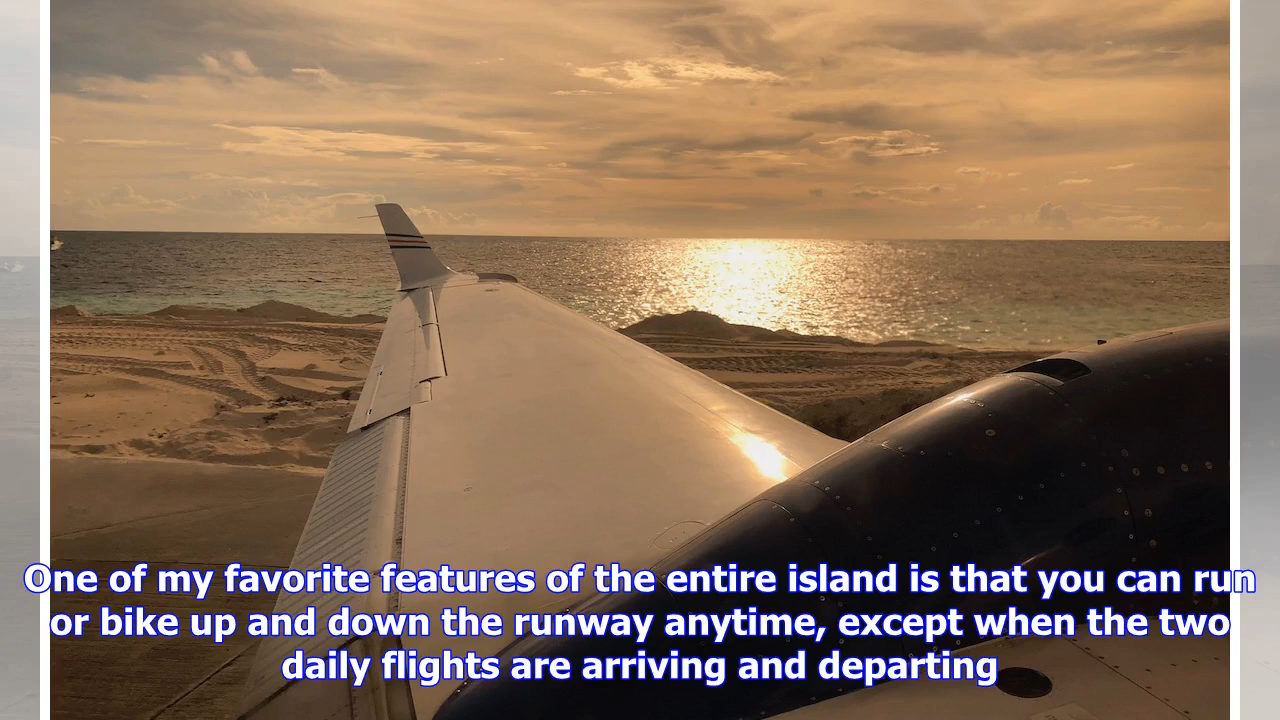 One of my favorite features of the entire island is that you can run
or bike up and down the runway anytime, except when the two
daily flights are arriving and departing